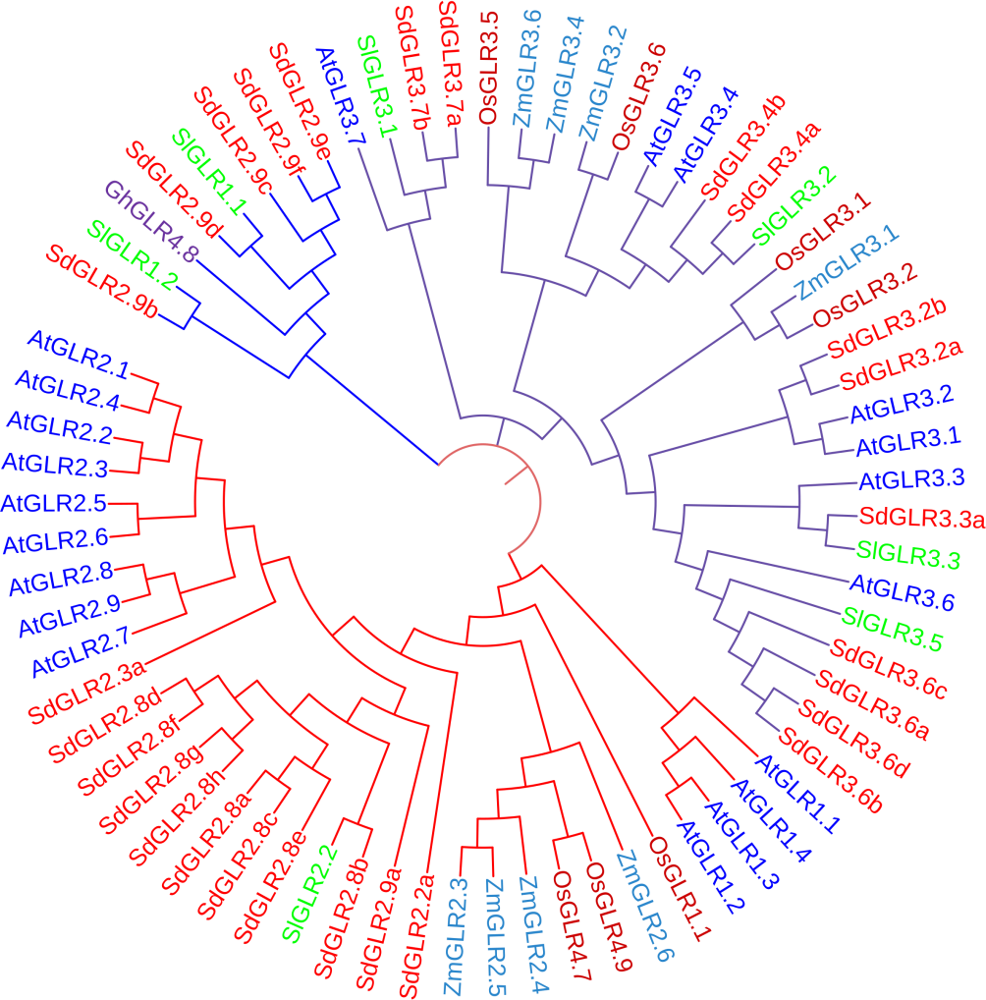 OsGLR3.5
ZmGLR3.6
ZmGLR3.4
ZmGLR3.2
OsGLR3.6
AtGLR3.5
AtGLR3.4
SdGLR3.4b
SdGLR3.4a
SlGLR3.2
OsGLR3.1
ZmGLR3.1
OsGLR3.2
SdGLR3.2b
SdGLR3.2a
AtGLR3.2
AtGLR3.1
AtGLR3.3
SdGLR3.3a
SlGLR3.3
AtGLR3.6
SlGLR3.5
SdGLR3.6c
SdGLR3.6a
SdGLR3.6d
SdGLR3.6b
AtGLR1.1
AtGLR1.4
AtGLR1.3
AtGLR1.2
OsGLR1.1
ZmGLR2.6
OsGLR4.9
OsGLR4.7
ZmGLR2.4
ZmGLR2.5
ZmGLR2.3
SdGLR2.2a
SdGLR2.9a
SdGLR2.8b
SlGLR2.2
SdGLR2.8e
SdGLR2.8c
SdGLR2.8a
SdGLR2.8h
SdGLR2.8g
SdGLR2.8f
SdGLR2.8d
SdGLR2.3a
AtGLR2.7
AtGLR2.9
AtGLR2.8
AtGLR2.6
AtGLR2.5
AtGLR2.3
AtGLR2.2
AtGLR2.4
AtGLR2.1
SdGLR2.9b
SlGLR1.2
GhGLR4.8
SdGLR2.9d
SlGLR1.1
SdGLR2.9c
SdGLR2.9f
SdGLR2.9e
AtGLR3.7
SlGLR3.1
SdGLR3.7b
SdGLR3.7a